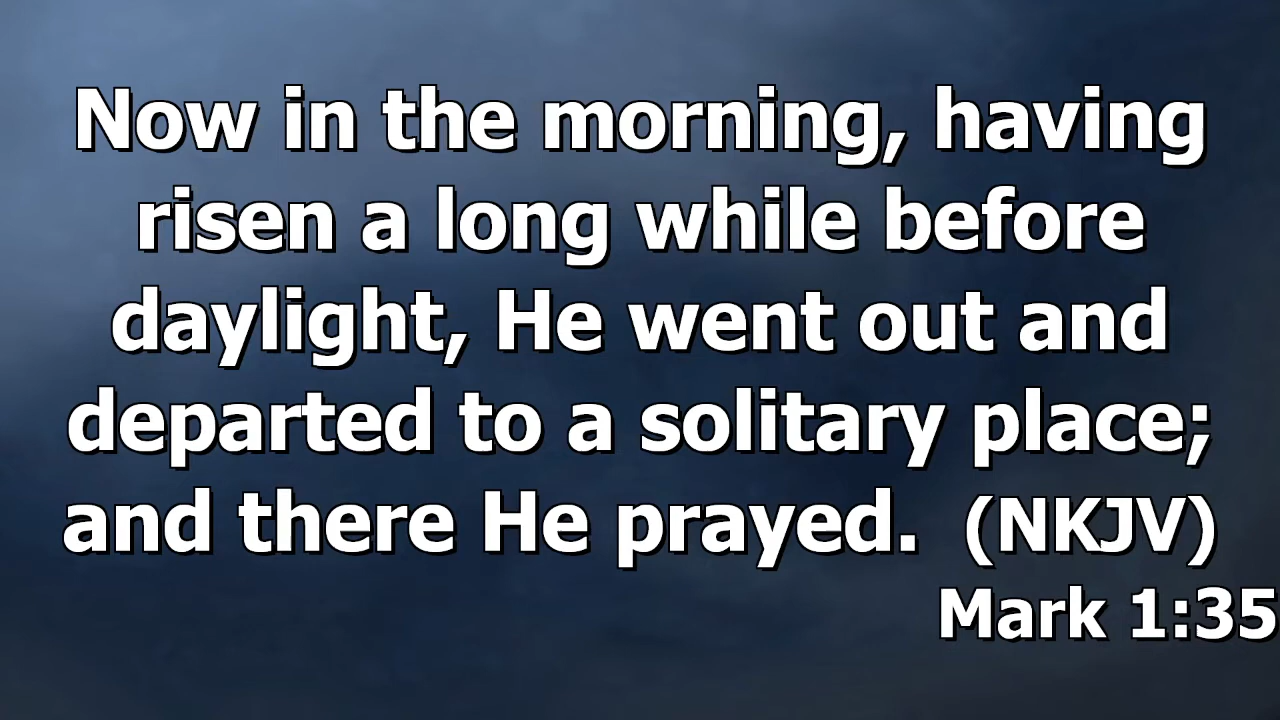 Now in the morning, having
risen a long while before
daylight, He went out and
departed to a solitary place;
and there He prayed.  (NKJV)
Mark 1:35